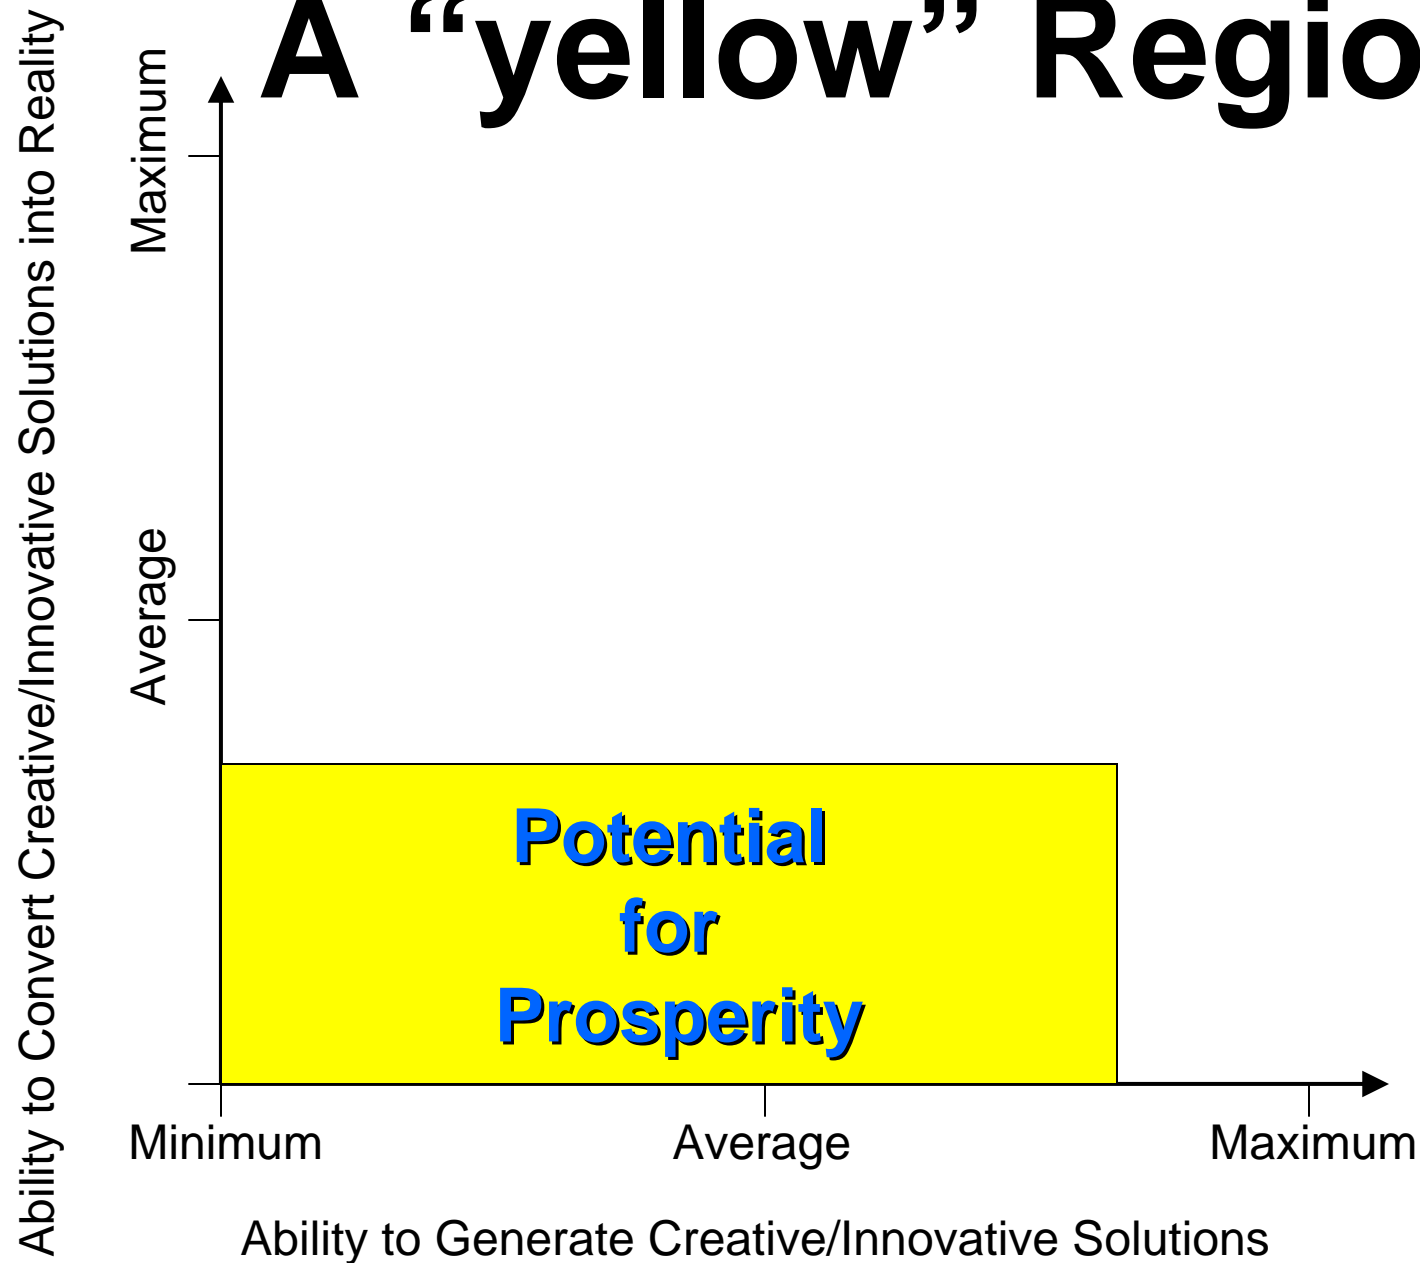 A “yellow” Regio
Ability to Convert Creative/Innovative Solutions into Reality
Maximum
Average
Potential
for
Prosperity
Minimum
Average
Maximum
Ability to Generate Creative/Innovative Solutions